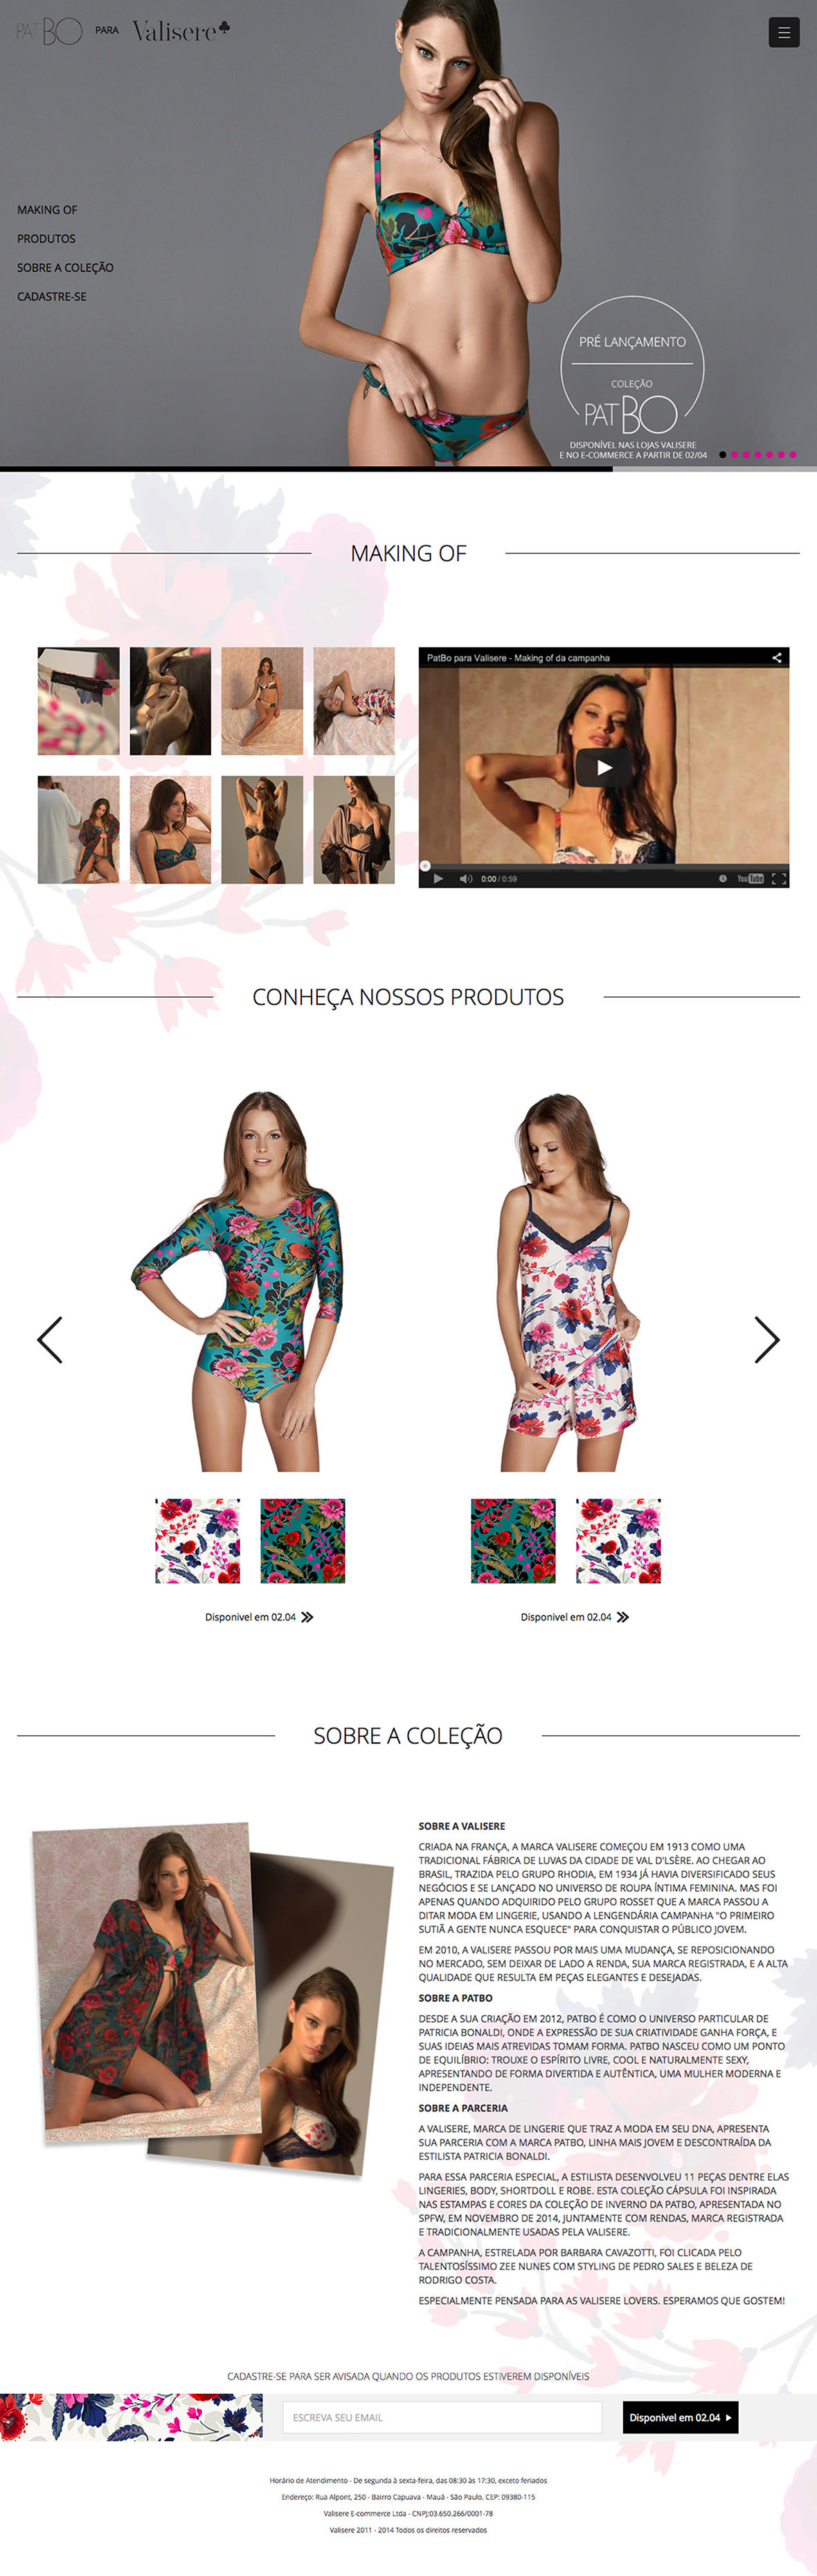 PATBO PARA Valisere
MAKING OF
PRODUTOS
SOBRE A COLEÇÃO
CADASTRE-SE
PRÉ LANÇAMENTO
COLEÇÃO
PATBO
DISPONÍVEL NAS LOJAS VALISERE
E NO E-COMMERCE A PARTIR DE 02/04
MAKING OF
PatBo para Valisere - Making of da campanha
0:00 / 0:59
YouTube
CONHEÇA NOSSOS PRODUTOS
Disponivel em 02.04
Disponivel em 02.04
SOBRE A COLEÇÃO
SOBRE A VALISERE
CRIADA NA FRANÇA, A MARCA VALISERE COMEÇOU EM 1913 COMO UMA
TRADICIONAL FÁBRICA DE LUVAS DA CIDADE DE VAL D'LSÈRE. AO CHEGAR AO
BRASIL, TRAZIDA PELO GRUPO RHODIA, EM 1934 JÁ HAVIA DIVERSIFICADO SEUS
NEGÓCIOS E SE LANÇADO NO UNIVERSO DE ROUPA ÍNTIMA FEMININA. MAS FOI
APENAS QUANDO ADQUIRIDO PELO GRUPO ROSSET QUE A MARCA PASSOU A
DITAR MODA EM LINGERIE, USANDO A LENGENDÁRIA CAMPANHA "O PRIMEIRO
SUTIÃ A GENTE NUNCA ESQUECE" PARA CONQUISTAR O PÚBLICO JOVEM.
EM 2010, A VALISERE PASSOU POR MAIS UMA MUDANÇA, SE REPOSICIONANDO
NO MERCADO, SEM DEIXAR DE LADO A RENDA, SUA MARCA REGISTRADA, E A ALTA
QUALIDADE QUE RESULTA EM PEÇAS ELEGANTES E DESEJADAS.
SOBRE A PATBO
DESDE A SUA CRIAÇÃO EM 2012, PATBO É COMO O UNIVERSO PARTICULAR DE
PATRICIA BONALDI, ONDE A EXPRESSÃO DE SUA CRIATIVIDADE GANHA FORÇA, E
SUAS IDEIAS MAIS ATREVIDAS TOMAM FORMA. PATBO NASCEU COMO UM PONTO
DE EQUILÍBRIO: TROUXE O ESPÍRITO LIVRE, COOL E NATURALMENTE SEXY,
APRESENTANDO DE FORMA DIVERTIDA E AUTÊNTICA, UMA MULHER MODERNA E
INDEPENDENTE.
SOBRE A PARCERIA
A VALISERE, MARCA DE LINGERIE QUE TRAZ A MODA EM SEU DNA, APRESENTA
SUA PARCERIA COM A MARCA PATBO, LINHA MAIS JOVEM E DESCONTRAÍDA DA
ESTILISTA PATRICIA BONALDI.
PARA ESSA PARCERIA ESPECIAL, A ESTILISTA DESENVOLVEU 11 PEÇAS DENTRE ELAS
LINGERIES, BODY, SHORTDOLL E ROBE. ESTA COLEÇÃO CÁPSULA FOI INSPIRADA
NAS ESTAMPAS E CORES DA COLEÇÃO DE INVERNO DA PATBO, APRESENTADA NO
SPFW, EM NOVEMBRO DE 2014, JUNTAMENTE COM RENDAS, MARCA REGISTRADA
E TRADICIONALMENTE USADAS PELA VALISERE.
A CAMPANHA, ESTRELADA POR BARBARA CAVAZOTTI, FOI CLICADA PELO
TALENTOSÍSSIMO ZEE NUNES COM STYLING DE PEDRO SALES E BELEZA DE
RODRIGO COSTA.
ESPECIALMENTE PENSADA PARA AS VALISERE LOVERS. ESPERAMOS QUE GOSTEM!
CADASTRE-SE PARA SER AVISADA QUANDO OS PRODUTOS ESTIVEREM DISPONÍVEIS
ESCREVA SEU EMAIL
Disponivel em 02.04
Horário de Atendimento - De segunda à sexta-feira, das 08:30 às 17:30, exceto feriados
Endereço: Rua Alpont, 250 - Bairro Capuava - Mauá - São Paulo. CEP: 09380-115
Valisere E-commerce Ltda - CNPJ:03.650.266/0001-78
Valisere 2011 - 2014 Todos os direitos reservados